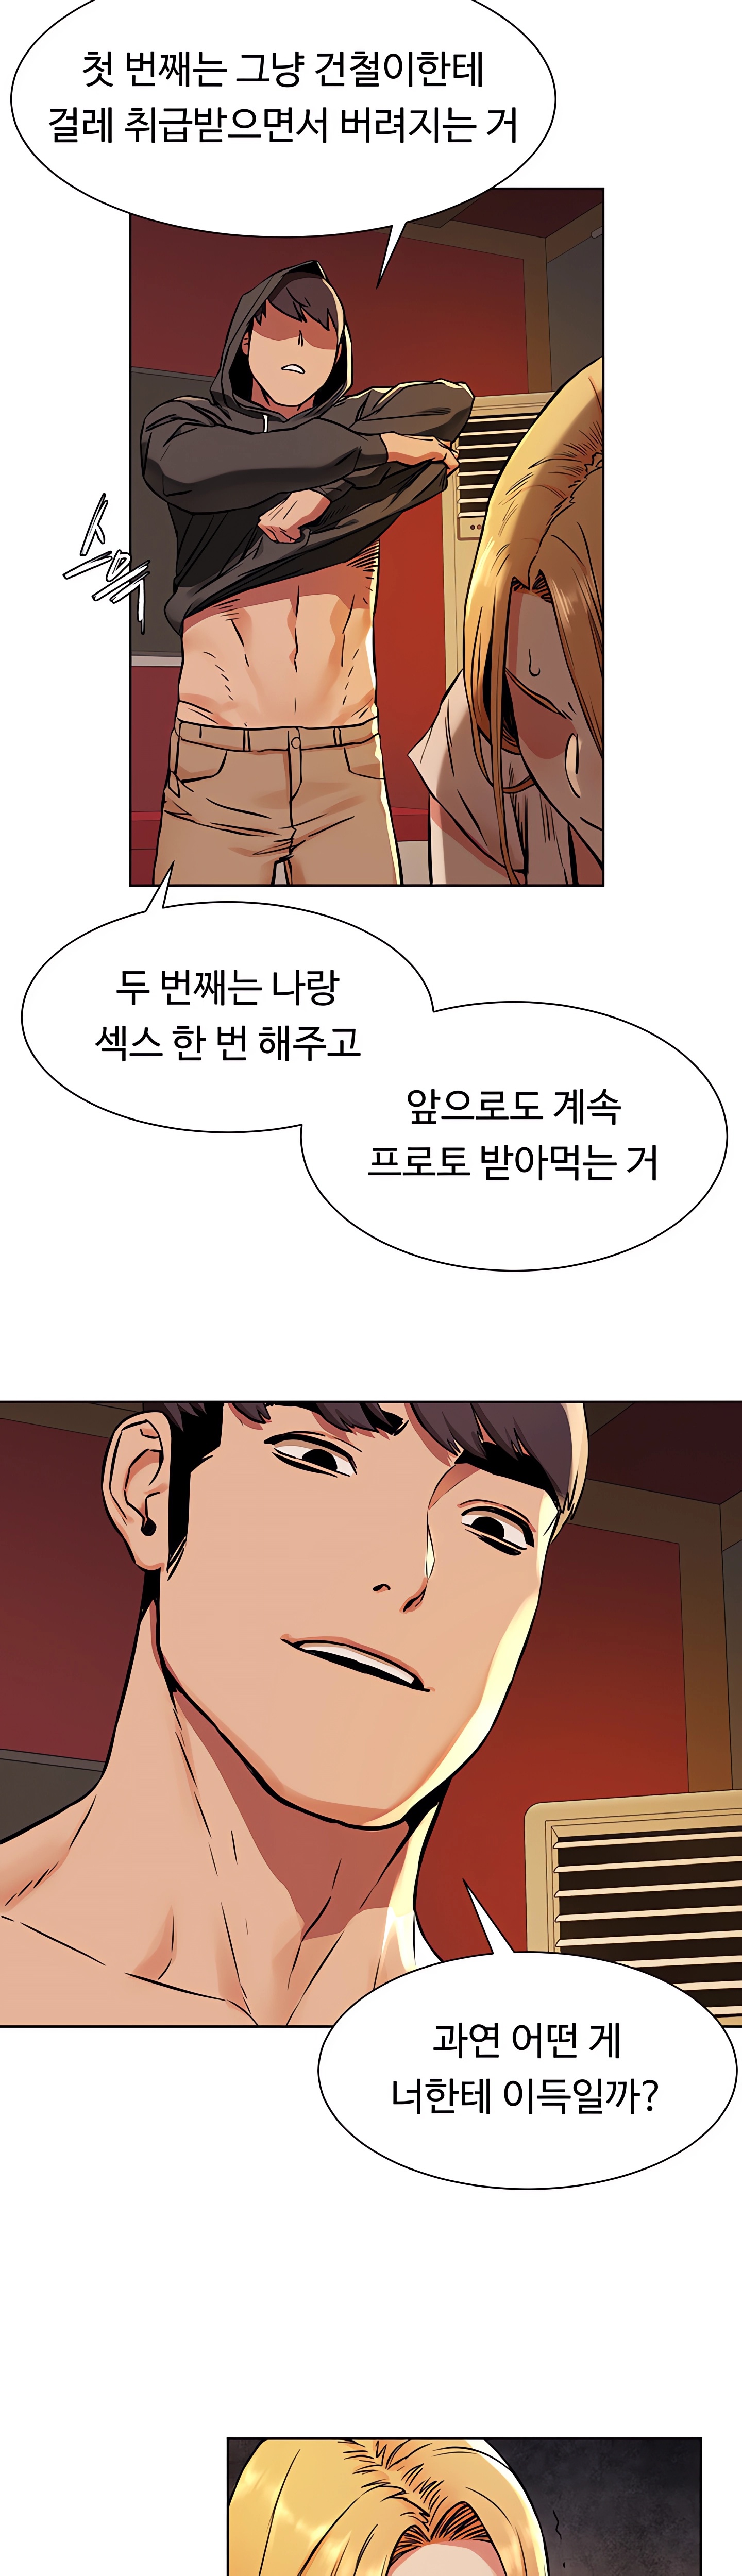 첫 번째는 그냥 건철이한테
걸레 취급받으면서 버려지는 거
스윽
두 번째는 나랑
섹스 한 번 해주고
앞으로도 계속
프로토 받아먹는 거
과연 어떤 게
너한테 이득일까?